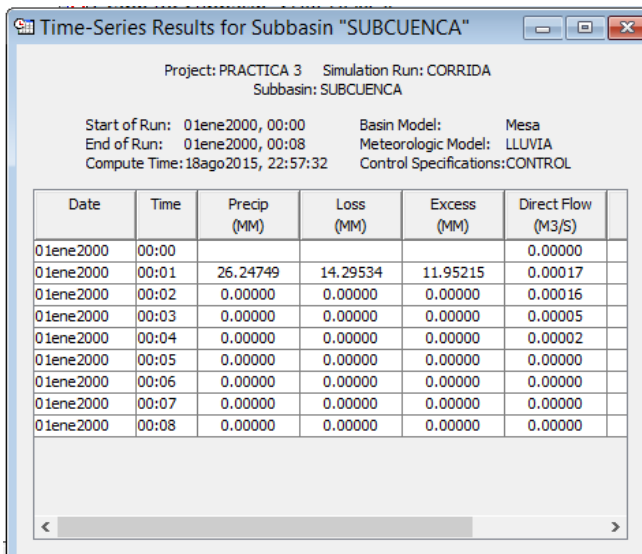 Time-Series Results for Subbasin "SUBCUENCA"
Project: PRACTICA 3 Simulation Run: CORRIDA
Subbasin: SUBCUENCA
Start of Run: 01ene2000, 00:00 Basin Model: Mesa
End of Run: 01ene2000, 00:08 Meteorologic Model: LLUVIA
Compute Time:18ago2015, 22:57:32 Control Specifications:CONTROL
Date Time Precip Loss Excess Direct Flow
(MM) (MM) (MM) (M3/S)
01ene2000 00:00 0.00000
01ene2000 00:01 26.24749 14.29534 11.95215 0.00017
01ene2000 00:02 0.00000 0.00000 0.00000 0.00016
01ene2000 00:03 0.00000 0.00000 0.00000 0.00005
01ene2000 00:04 0.00000 0.00000 0.00000 0.00002
01ene2000 00:05 0.00000 0.00000 0.00000 0.00000
01ene2000 00:06 0.00000 0.00000 0.00000 0.00000
01ene2000 00:07 0.00000 0.00000 0.00000 0.00000
01ene2000 00:08 0.00000 0.00000 0.00000 0.00000